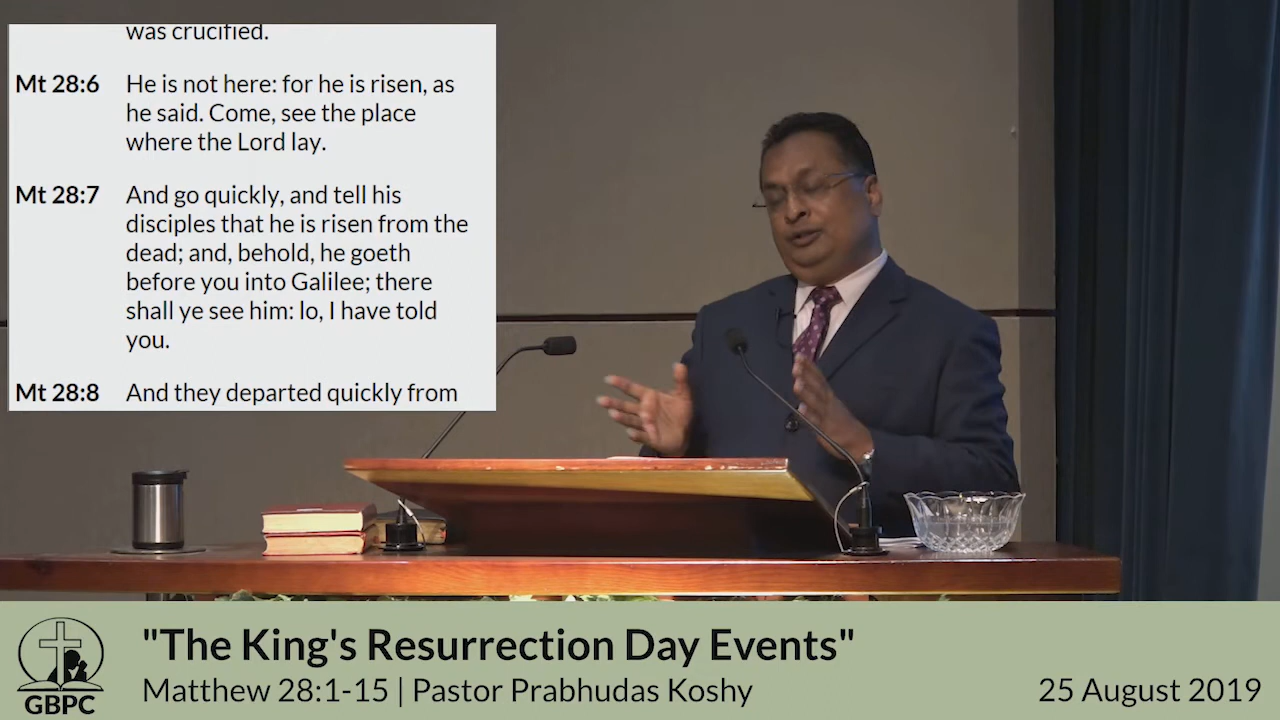 was crucified.
Mt 28:6 He is not here: for he is risen, as
he said. Come, see the place
where the Lord lay.
Mt 28:7 And go quickly, and tell his
disciples that he is risen from the
dead; and, behold, he goeth
before you into Galilee; there
shall ye see him: lo, I have told
you.
Mt 28:8 And they departed quickly from
"The King's Resurrection Day Events"
Matthew 28:1-15 | Pastor Prabhudas Koshy
25 August 2019
GBPC